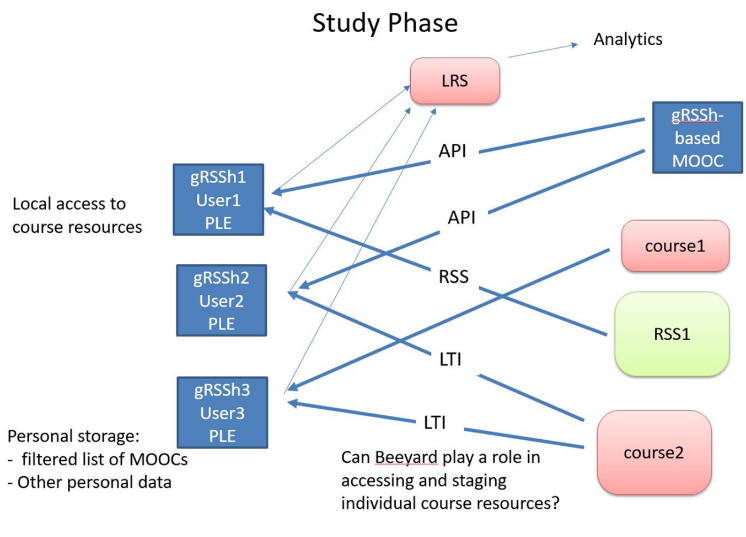 Study Phase
Analytics
LRS
gRSSh-
based
MOOC
API
gRSSh1
User1
PLE
Local access to
course resources
API
course1
gRSSh2
User2
PLE
RSS
RSS1
LTI
gRSSh3
User3
PLE
LTI
course2
Personal storage:
- filtered list of MOOCs
- Other personal data
Can Beeyard play a role in
accessing and staging
individual course resources?